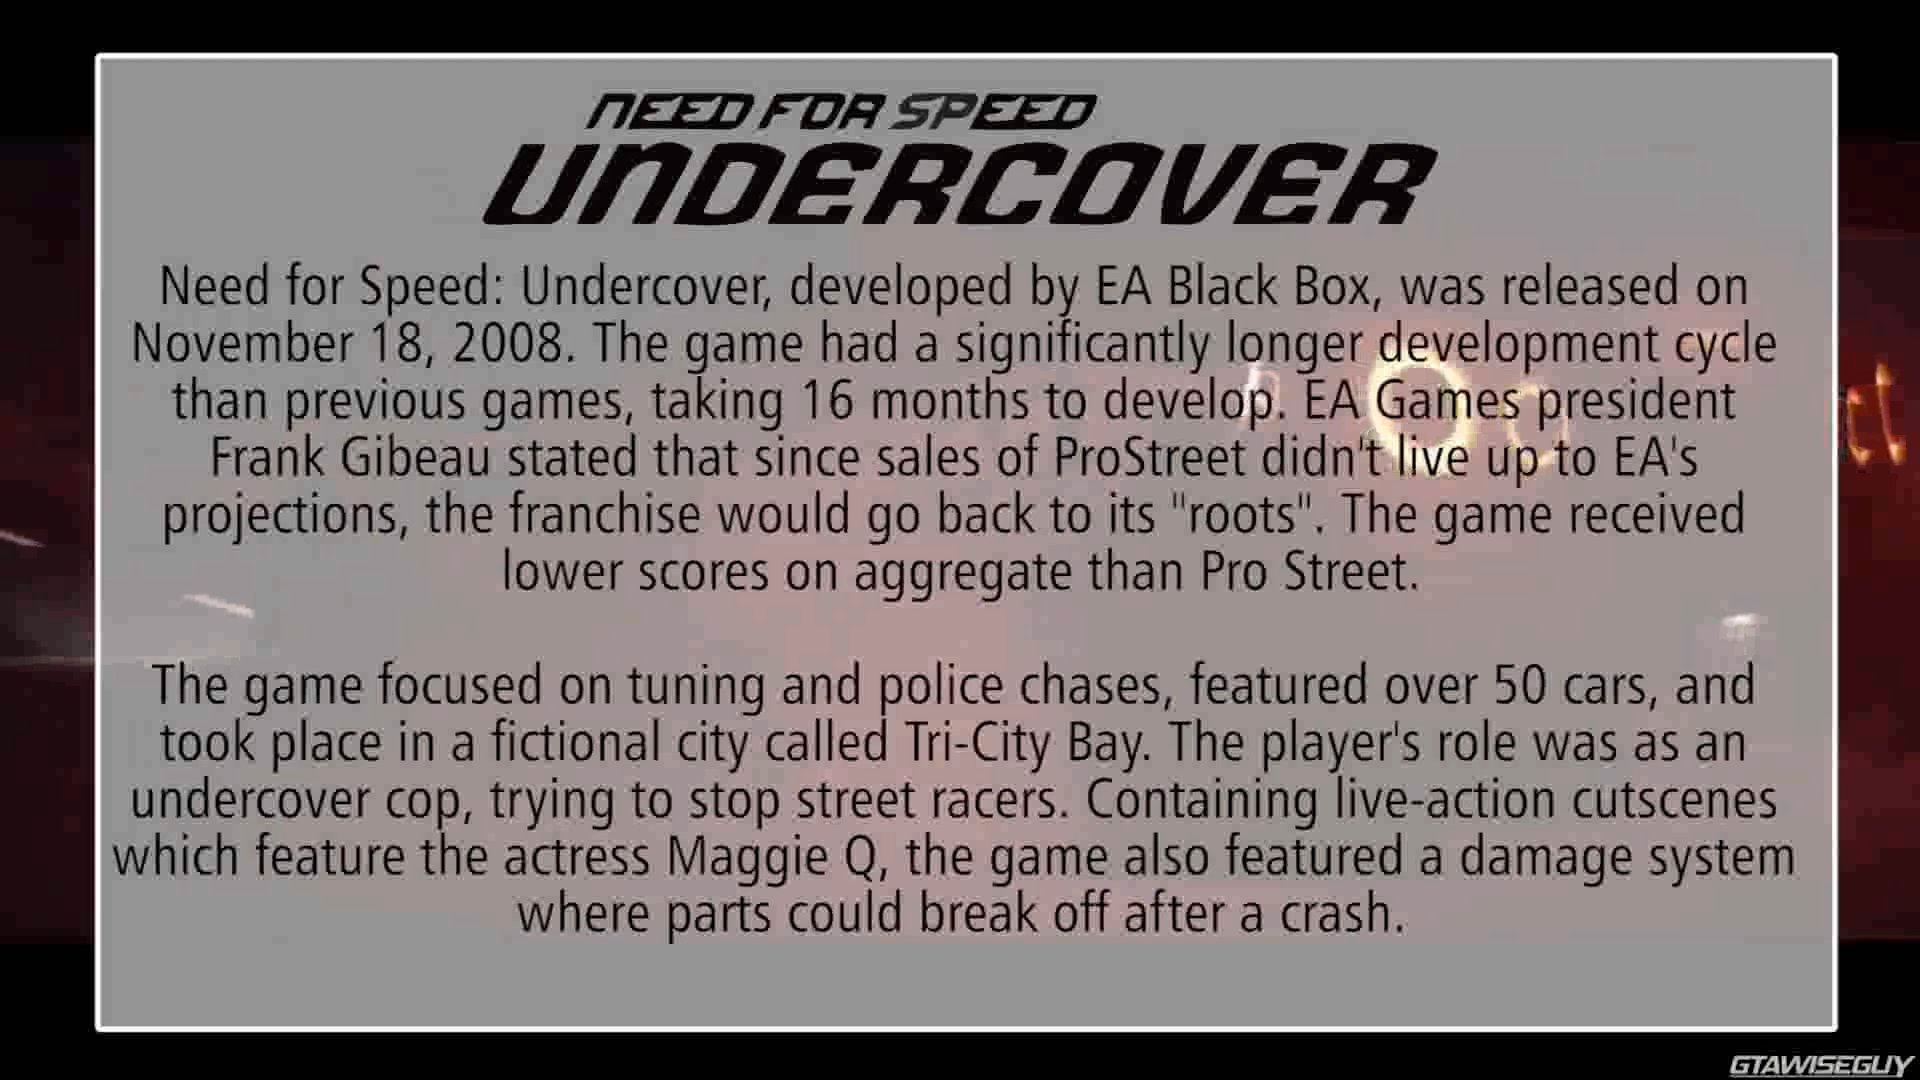 NEED FOR SPEED
UNDERCOVER
Need for Speed: Undercover, developed by EA Black Box, was released on
November 18, 2008. The game had a significantly longer development cycle
than previous games, taking 16 months to develop. EA Games president
Frank Gibeau stated that since sales of ProStreet didn't live up to EA's
projections, the franchise would go back to its "roots". The game received
lower scores on aggregate than Pro Street.
The game focused on tuning and police chases, featured over 50 cars, and
took place in a fictional city called Tri-City Bay. The player's role was as an
undercover cop, trying to stop street racers. Containing live-action cutscenes
which feature the actress Maggie Q, the game also featured a damage system
where parts could break off after a crash.
GTAWISEGUY